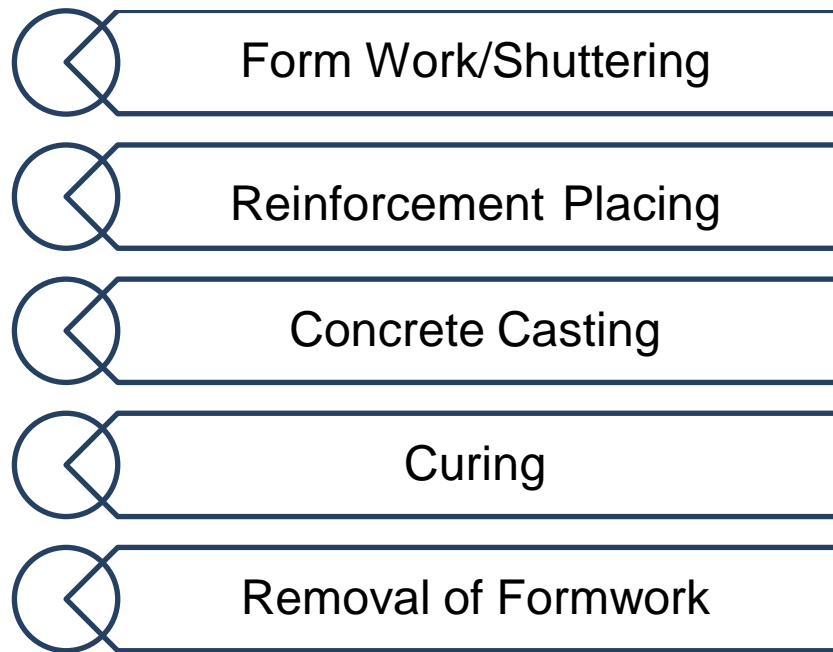 Form Work/Shuttering
Reinforcement Placing
Concrete Casting
Curing
Removal of Formwork